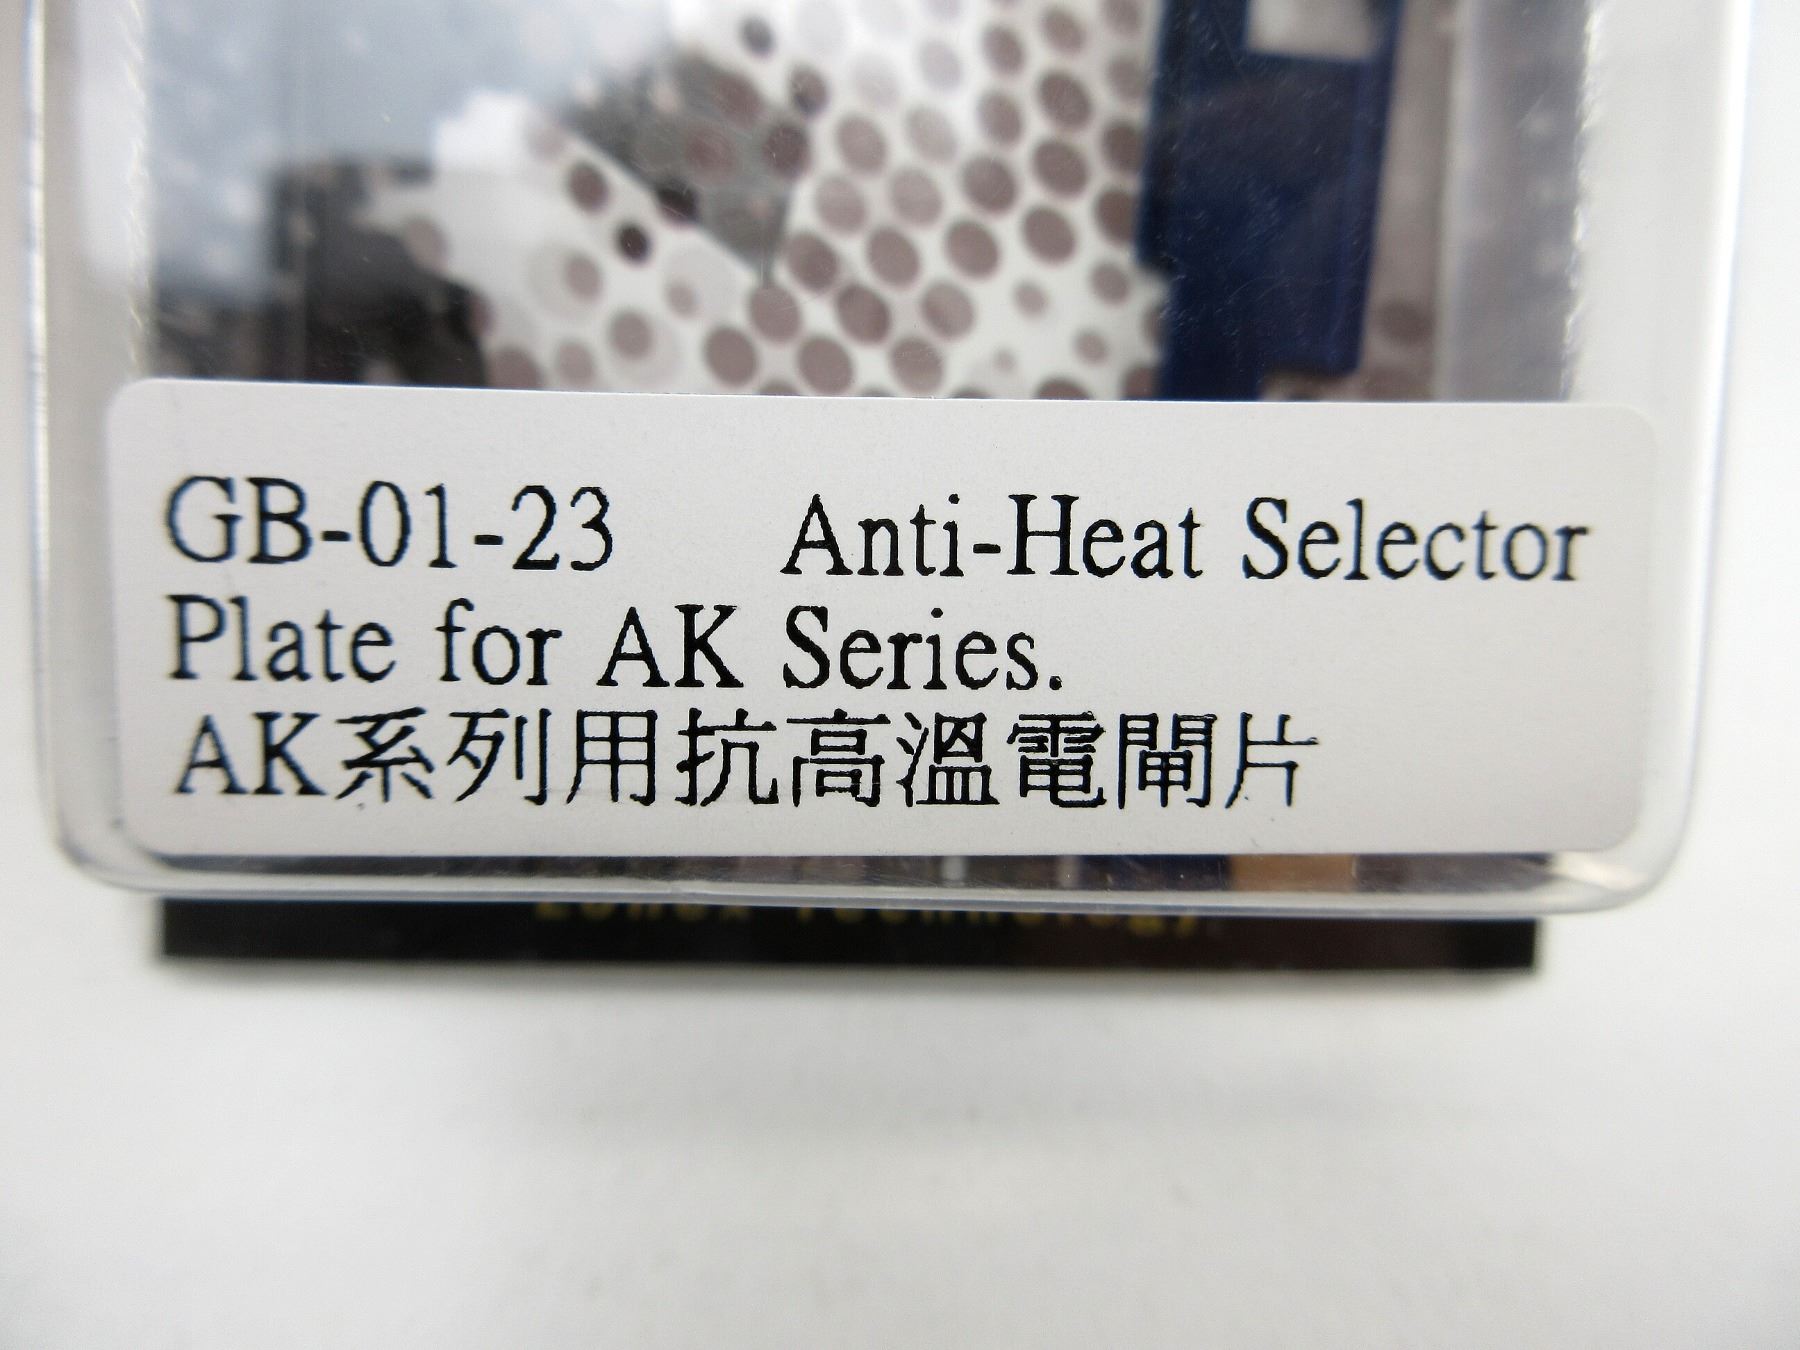 GB-01-23 Anti-Heat Selector
Plate for AK Series.
AK系列用抗高溫電閘片
Technology